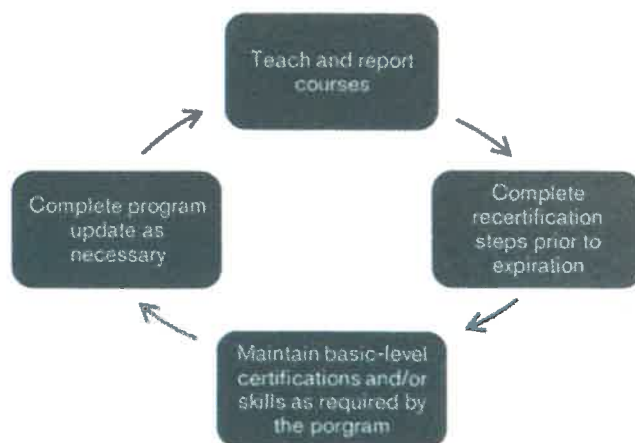 Teach and report
courses
Complete
recertification
steps prior to
expiration
Maintain basic-level
certifications and/or
skills as required by
the porgram
Complete program
update as
necessary